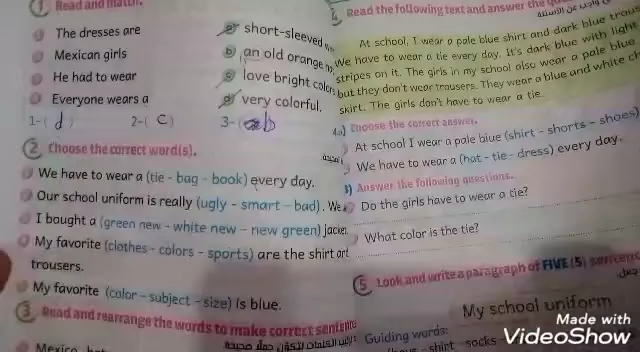 1 Read and match.
The dresses are
Mexican girls
He had to wear
Everyone wears a
a short-sleeved
b an old orange
c love bright colors
d very colorful.
1-( d ) 2-( c ) 3-( b
2 Choose the correct word(s).
We have to wear a (tie - bag - book) every day.
Our school uniform is really (ugly - smart - bad). We
I bought a (green new - white new - new green) jacket
My favorite (clothes - colors - sports) are the shirt and
trousers.
My favorite (color - subject - size) is blue.
3 Read and rearrange the words to make correct sentence
4 Read the following text and answer the
At school, I wear a pale blue shirt and dark blue trou
We have to wear a tie every day. It's dark blue with light
stripes on it. The girls in my school also wear a pale blue
but they don't wear trousers. They wear a blue and white ch
skirt. The girls don't have to wear a tie.
a) Choose the correct answer.
At school I wear a pale blue (shirt - shorts - shoes)
We have to wear a (hat - tie - dress) every day.
Answer the following questions.
Do the girls have to wear a tie?
What color is the tie?
5 Look and write a paragraph of FIVE (5) sentenc
My school uniform
Guiding words:
- shirt - socks
Made with
VideoShow